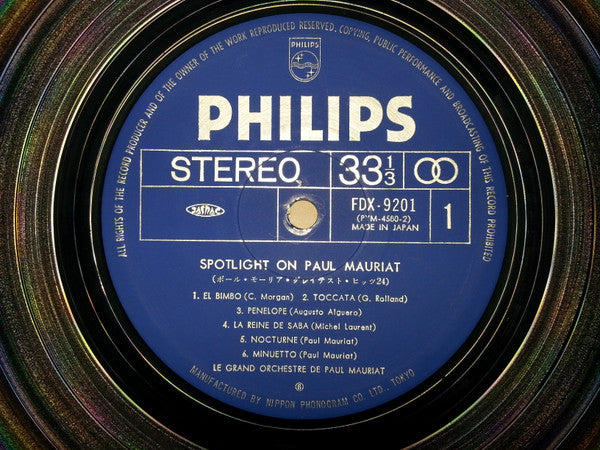 ALL RIGHTS OF THE RECORD PRODUCER AND OF THE OWNER OF THE WORK REPRODUCED RESERVED. COPYING, PUBLIC PERFORMANCE AND BROADCASTING OF THIS RECORD PROHIBITED
PHILIPS
PHILIPS
STEREO 33 1/3
JASRAC FDX-9201 1
MADE IN JAPAN
SPOTLIGHT ON PAUL MAURIAT
(ポール・モーリア・グレイテスト・ヒッツ24)
1. EL BIMBO (C. Morgan) 2. TOCCATA (G. Rolland)
3. PENELOPE (Augusto Alguero)
4. LA REINE DE SABA (Michel Laurent)
5. NOCTURNE (Paul Mauriat)
6. MINUETTO (Paul Mauriat)
LE GRAND ORCHESTRE DE PAUL MAURIAT
MANUFACTURED BY NIPPON PHONOGRAM CO. LTD., TOKYO